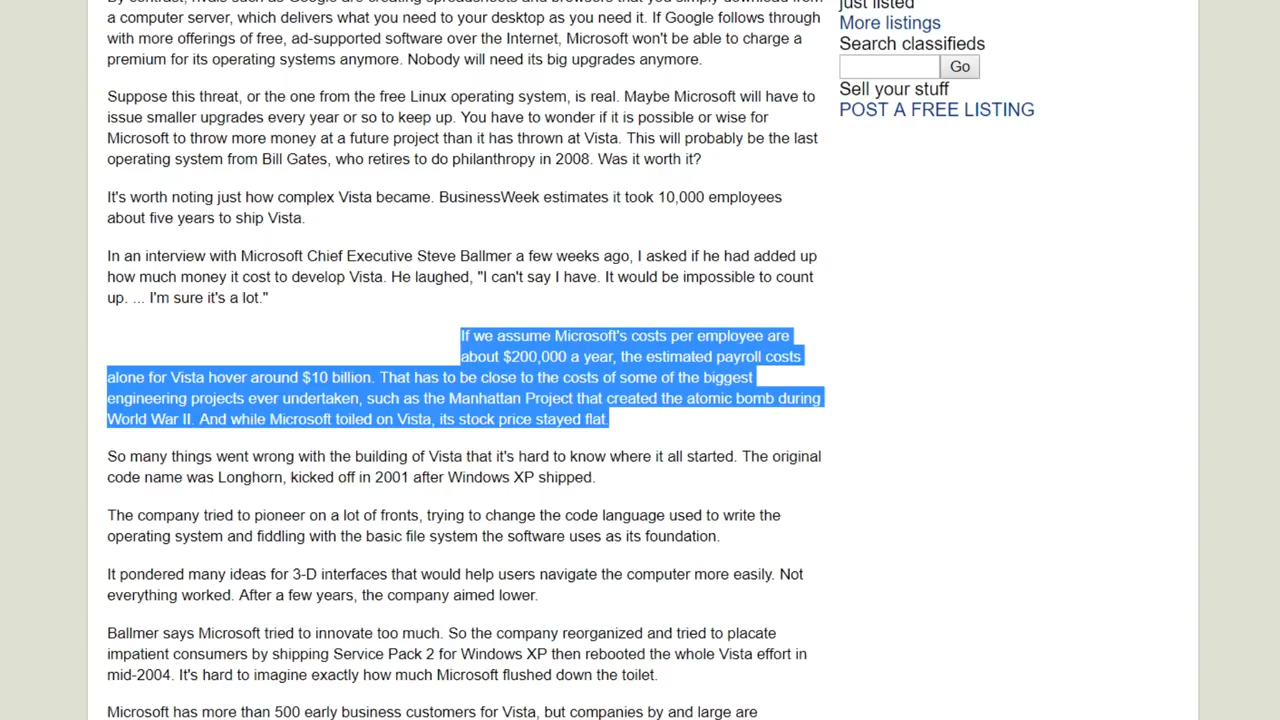 By contrast, rivals such as Google are creating spreadsheets and browsers that you simply download from
a computer server, which delivers what you need to your desktop as you need it. If Google follows through
with more offerings of free, ad-supported software over the Internet, Microsoft won't be able to charge a
premium for its operating systems anymore. Nobody will need its big upgrades anymore.
Suppose this threat, or the one from the free Linux operating system, is real. Maybe Microsoft will have to
issue smaller upgrades every year or so to keep up. You have to wonder if it is possible or wise for
Microsoft to throw more money at a future project than it has thrown at Vista. This will probably be the last
operating system from Bill Gates, who retires to do philanthropy in 2008. Was it worth it?
It's worth noting just how complex Vista became. BusinessWeek estimates it took 10,000 employees
about five years to ship Vista.
In an interview with Microsoft Chief Executive Steve Ballmer a few weeks ago, I asked if he had added up
how much money it cost to develop Vista. He laughed, "I can't say I have. It would be impossible to count
up. ... I'm sure it's a lot."
If we assume Microsoft's costs per employee are
about $200,000 a year, the estimated payroll costs
alone for Vista hover around $10 billion. That has to be close to the costs of some of the biggest
engineering projects ever undertaken, such as the Manhattan Project that created the atomic bomb during
World War II. And while Microsoft toiled on Vista, its stock price stayed flat.
So many things went wrong with the building of Vista that it's hard to know where it all started. The original
code name was Longhorn, kicked off in 2001 after Windows XP shipped.
The company tried to pioneer on a lot of fronts, trying to change the code language used to write the
operating system and fiddling with the basic file system the software uses as its foundation.
It pondered many ideas for 3-D interfaces that would help users navigate the computer more easily. Not
everything worked. After a few years, the company aimed lower.
Ballmer says Microsoft tried to innovate too much. So the company reorganized and tried to placate
impatient consumers by shipping Service Pack 2 for Windows XP then rebooted the whole Vista effort in
mid-2004. It's hard to imagine exactly how much Microsoft flushed down the toilet.
Microsoft has more than 500 early business customers for Vista, but companies by and large are
just listed
More listings
Search classifieds
Go
Sell your stuff
POST A FREE LISTING